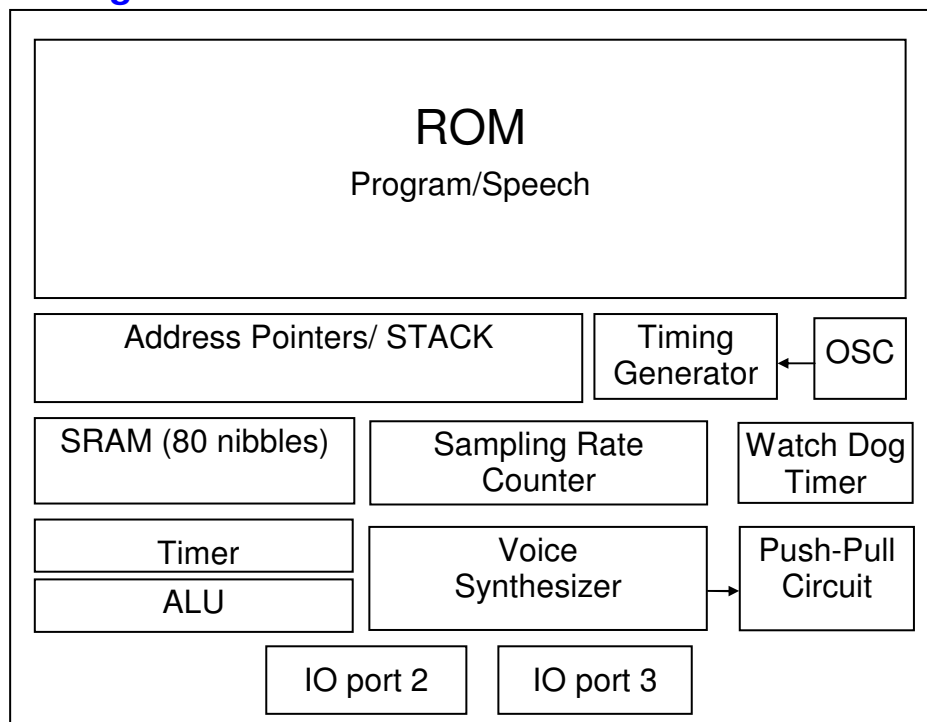 ROM
Program/Speech
Address Pointers/ STACK
Timing
Generator
OSC
SRAM (80 nibbles)
Sampling Rate
Counter
Watch Dog
Timer
Timer
ALU
Voice
Synthesizer
Push-Pull
Circuit
IO port 2
IO port 3